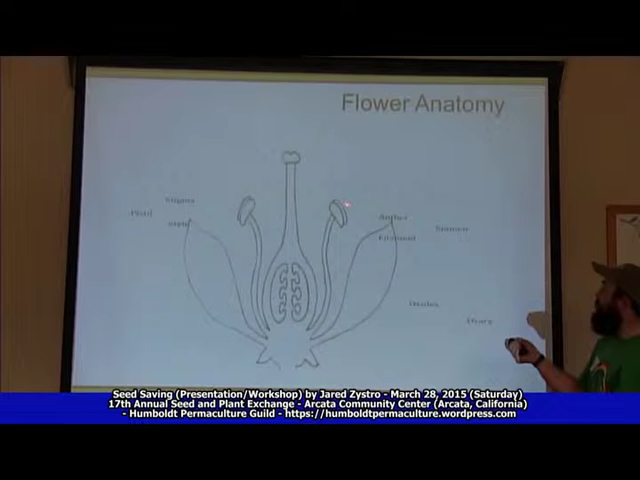 Flower Anatomy
Stigma
Pistil
Style
Anther
Stamen
Filament
Ovules
Ovary
Seed Saving (Presentation/Workshop) by Jared Zystro - March 28, 2015 (Saturday)
17th Annual Seed and Plant Exchange - Arcata Community Center (Arcata, California)
- Humboldt Permaculture Guild - https://humboldtpermaculture.wordpress.com